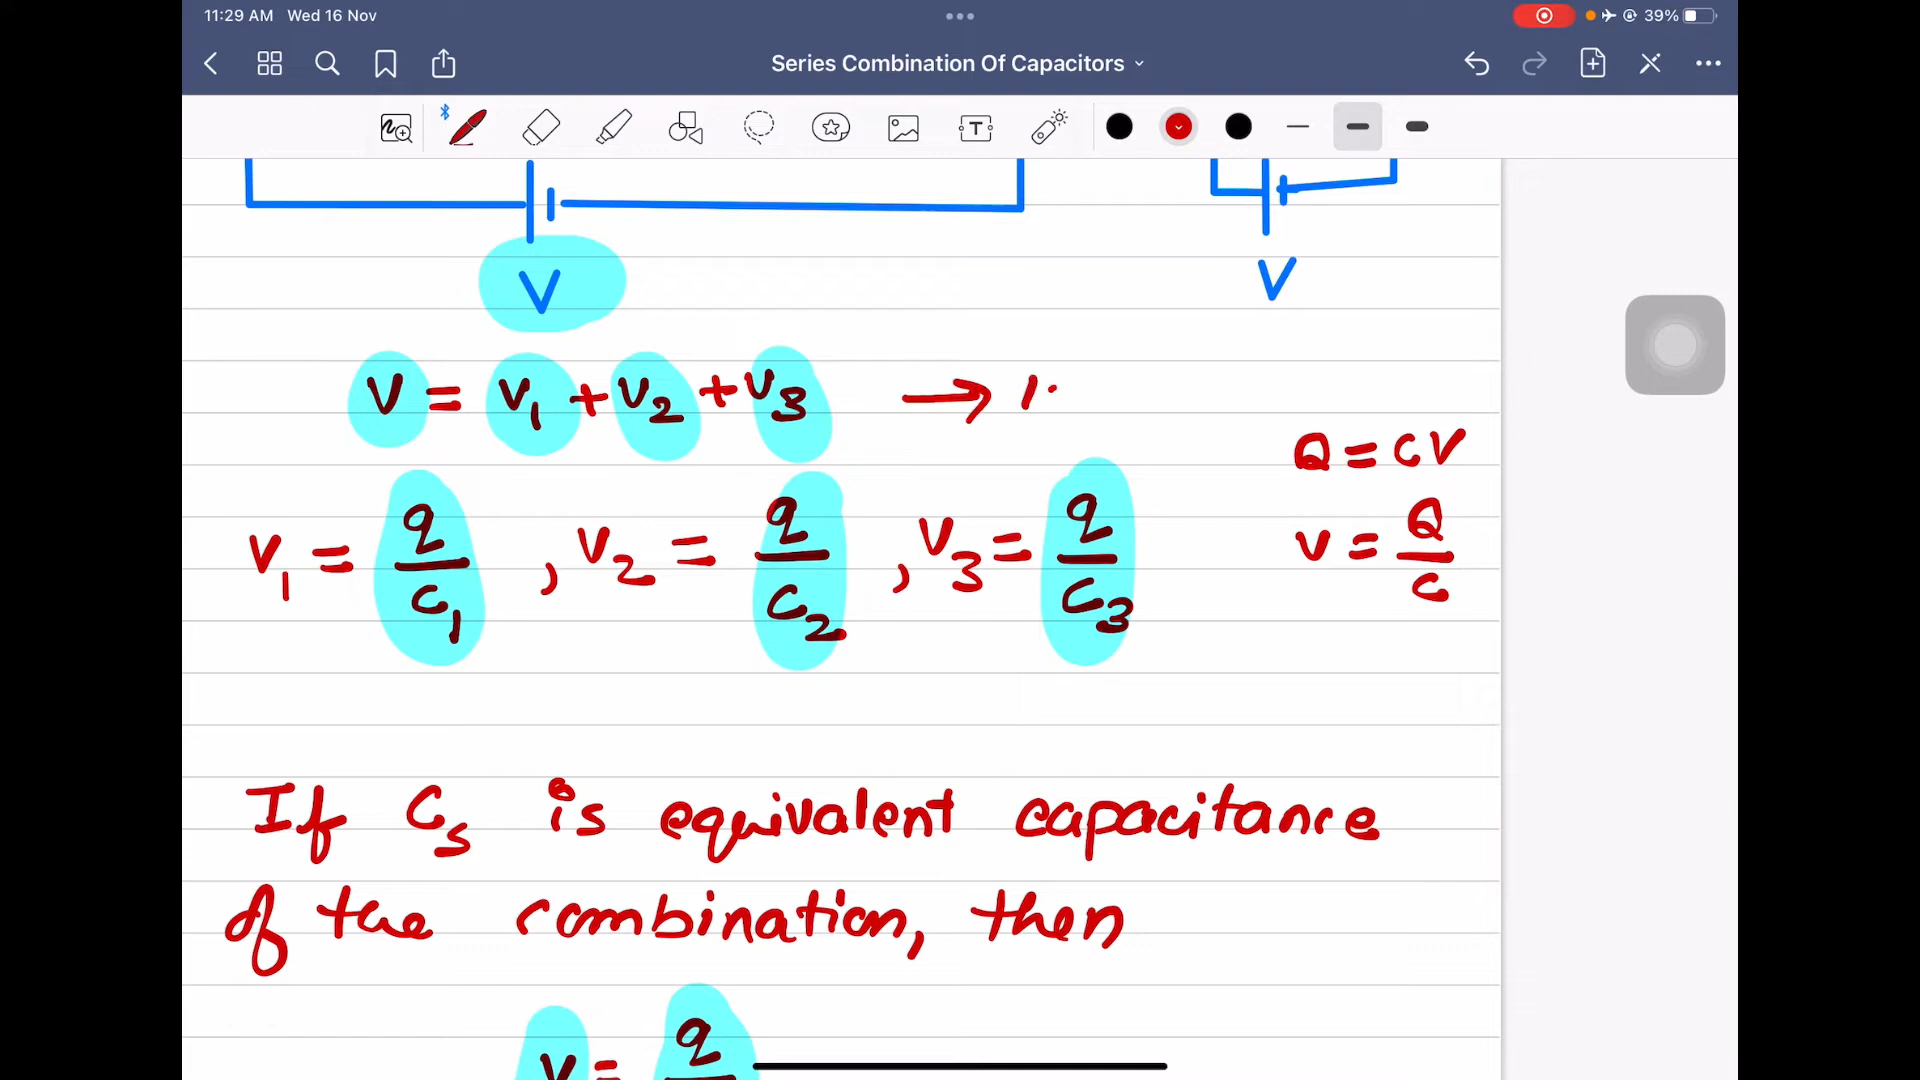 11:29 AM Wed 16 Nov
39%
Series Combination Of Capacitors
T
V
V
V = V₁ + V₂ + V₃ → 1.
Q = CV
V₁ = q/C₁ , V₂ = q/C₂ , V₃ = q/C₃
V = Q/C
If Cs is equivalent capacitance
of the combination, then
V = q